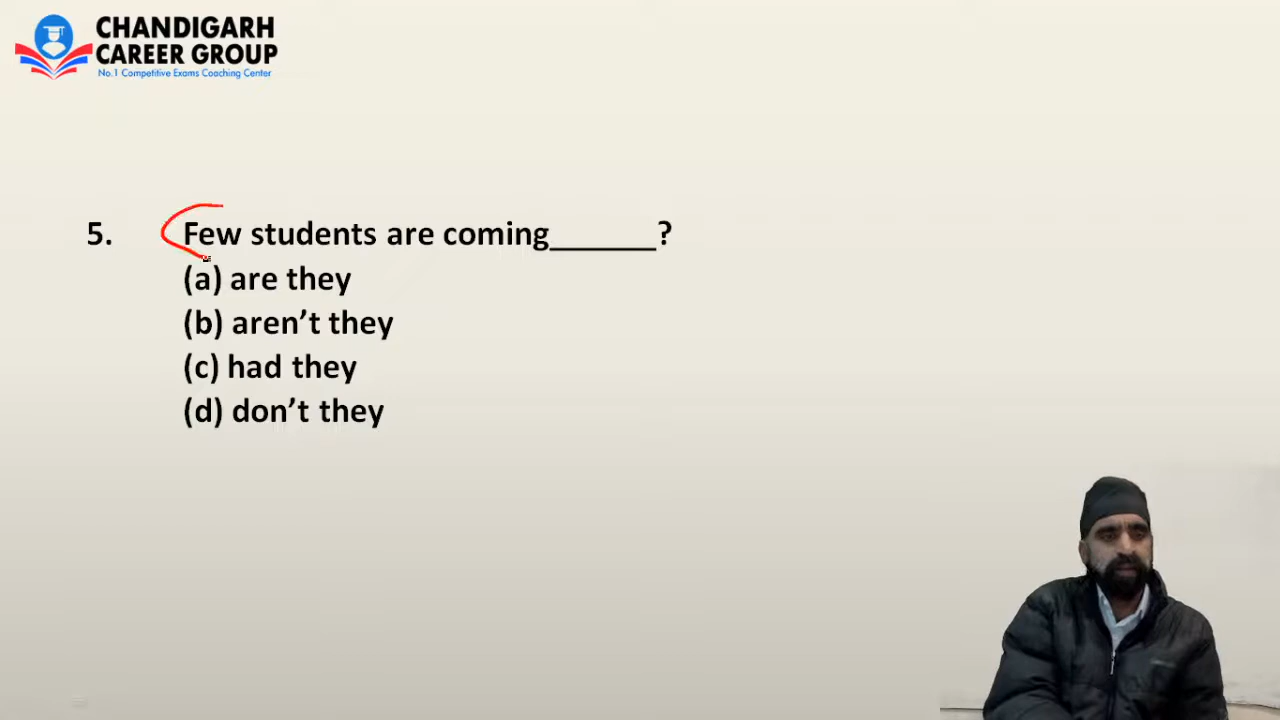 CHANDIGARH
CAREER GROUP
No.1 Competitive Exams Coaching Center
5. Few students are coming______?
(a) are they
(b) aren’t they
(c) had they
(d) don’t they